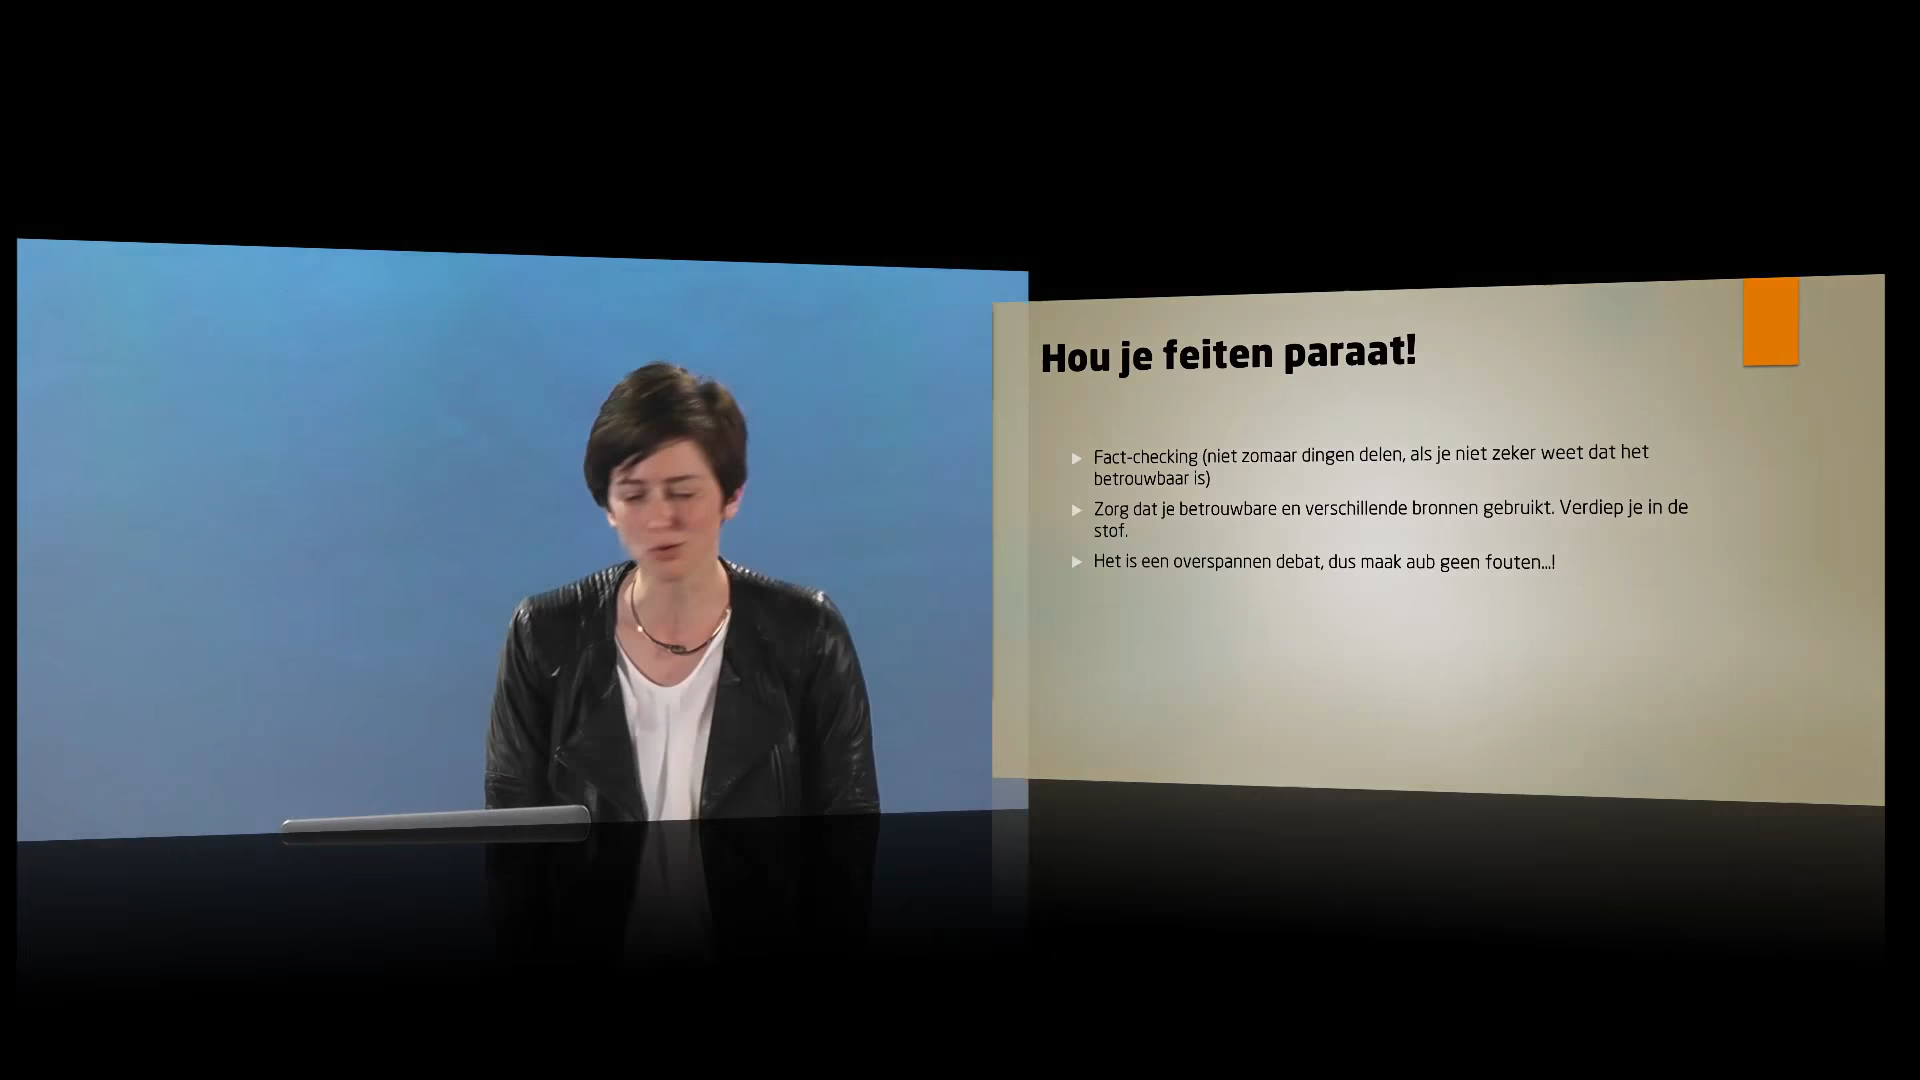 Hou je feiten paraat!
Fact-checking (niet zomaar dingen delen, als je niet zeker weet dat het
betrouwbaar is)
Zorg dat je betrouwbare en verschillende bronnen gebruikt. Verdiep je in de
stof.
Het is een overspannen debat, dus maak aub geen fouten...!